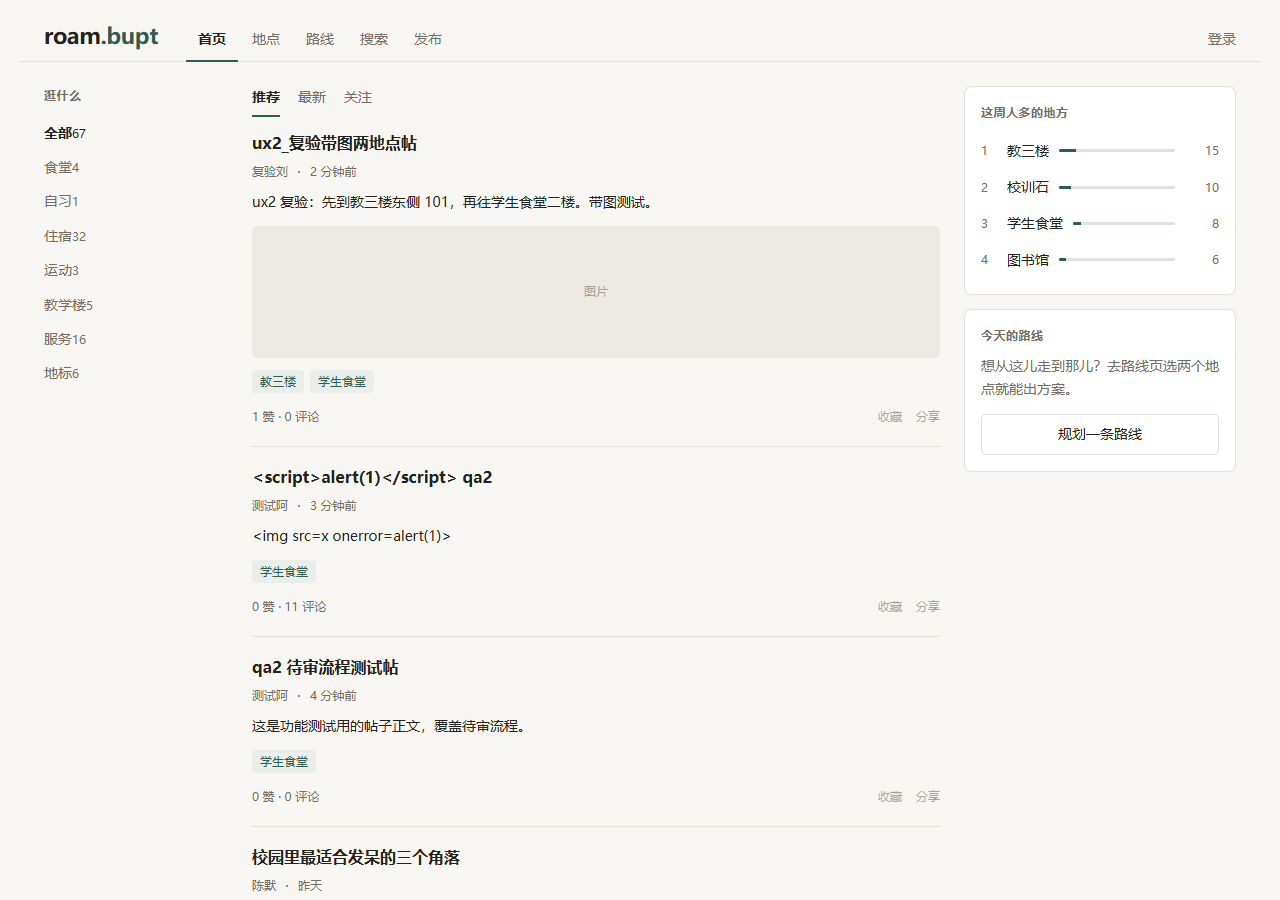 roam.bupt 首页 地点 路线 搜索 发布 登录
逛什么
全部67
食堂4
自习1
住宿32
运动3
教学楼5
服务16
地标6
推荐 最新 关注
ux2_复验带图两地点帖
复验刘 · 2 分钟前
ux2 复验：先到教三楼东侧 101，再往学生食堂二楼。带图测试。
图片
教三楼 学生食堂
1 赞 · 0 评论 收藏 分享
<script>alert(1)</script> qa2
测试阿 · 3 分钟前
<img src=x onerror=alert(1)>
学生食堂
0 赞 · 11 评论 收藏 分享
qa2 待审流程测试帖
测试阿 · 4 分钟前
这是功能测试用的帖子正文，覆盖待审流程。
学生食堂
0 赞 · 0 评论 收藏 分享
校园里最适合发呆的三个角落
陈默 · 昨天
这周人多的地方
1 教三楼 15
2 校训石 10
3 学生食堂 8
4 图书馆 6
今天的路线
想从这儿走到那儿？去路线页选两个地
点就能出方案。
规划一条路线